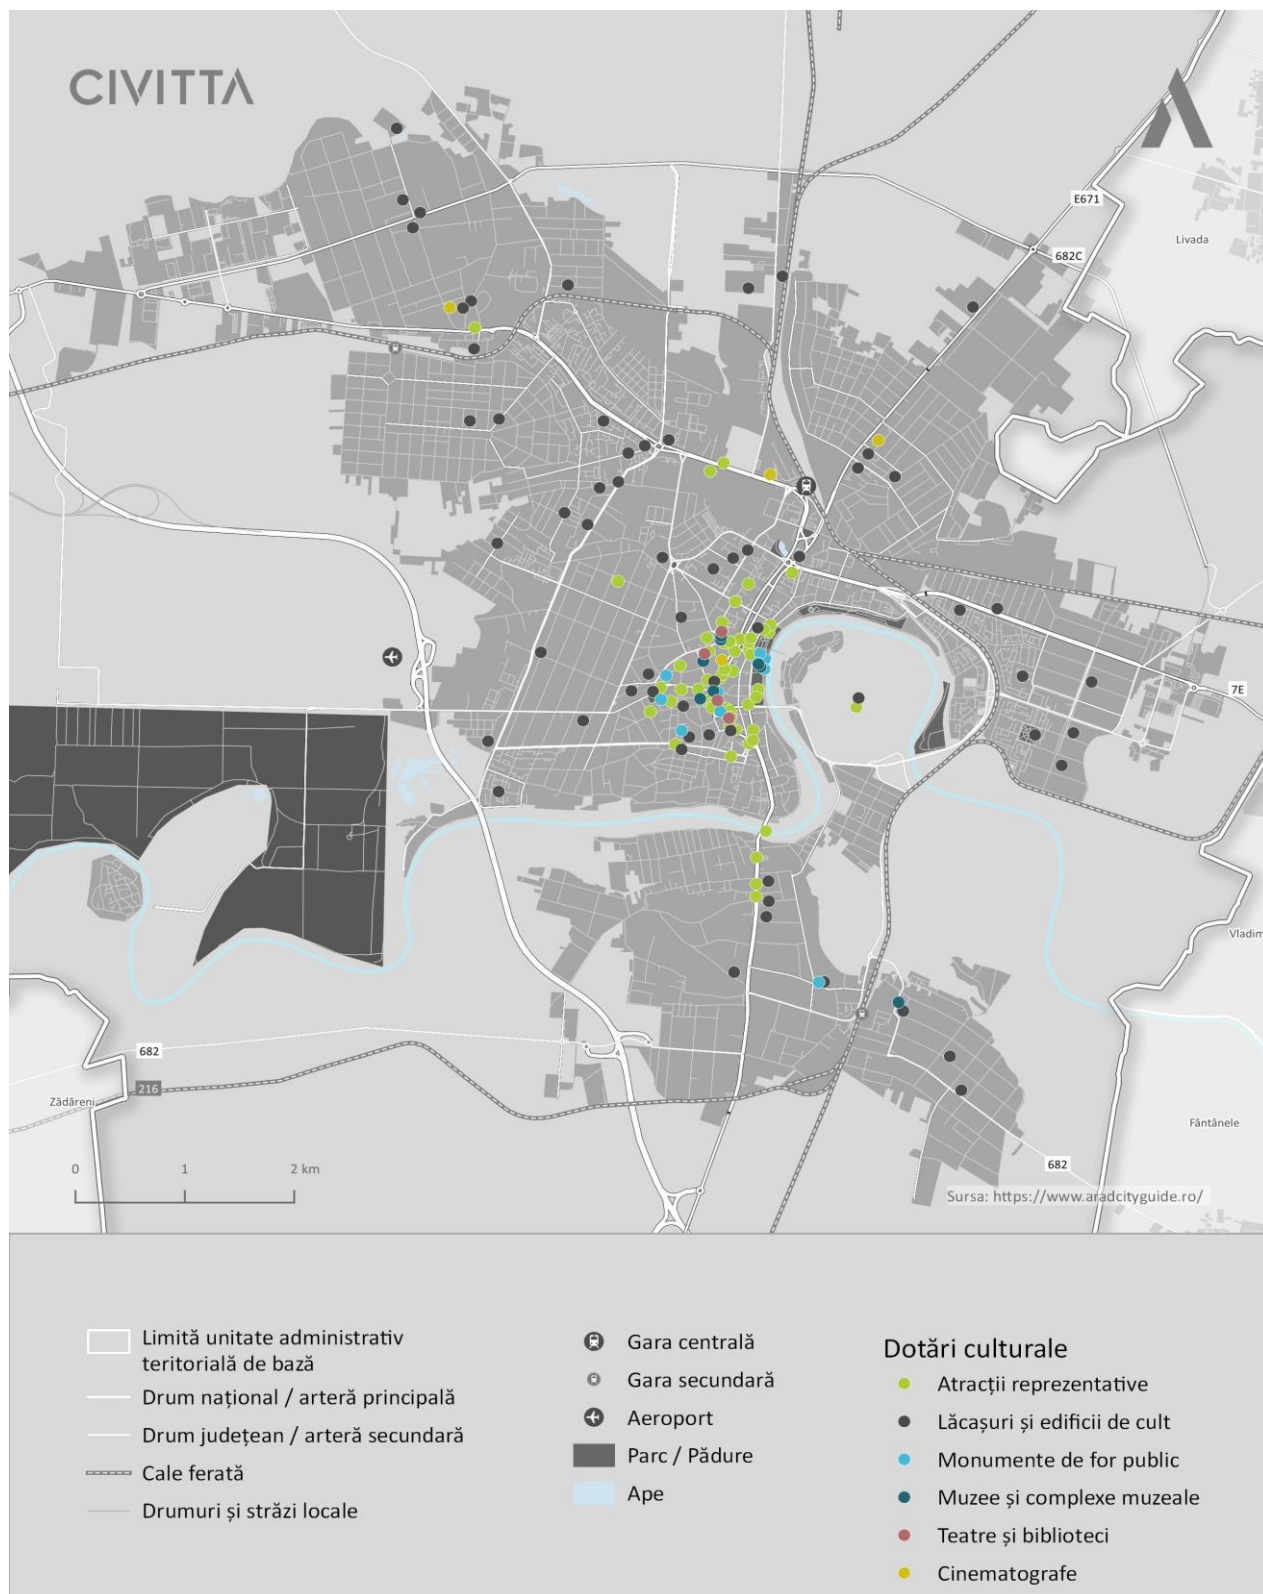 CIVITTA
E671
682C
Livada
7E
Vladim
682
216
Zădăreni
Fântânele
682
0 1 2 km
Sursa: https://www.aradcityguide.ro/
Limită unitate administrativ
teritorială de bază
Drum național / arteră principală
Drum județean / arteră secundară
Cale ferată
Drumuri și străzi locale
Gara centrală
Gara secundară
Aeroport
Parc / Pădure
Ape
Dotări culturale
Atracții reprezentative
Lăcașuri și edificii de cult
Monumente de for public
Muzee și complexe muzeale
Teatre și biblioteci
Cinematografe